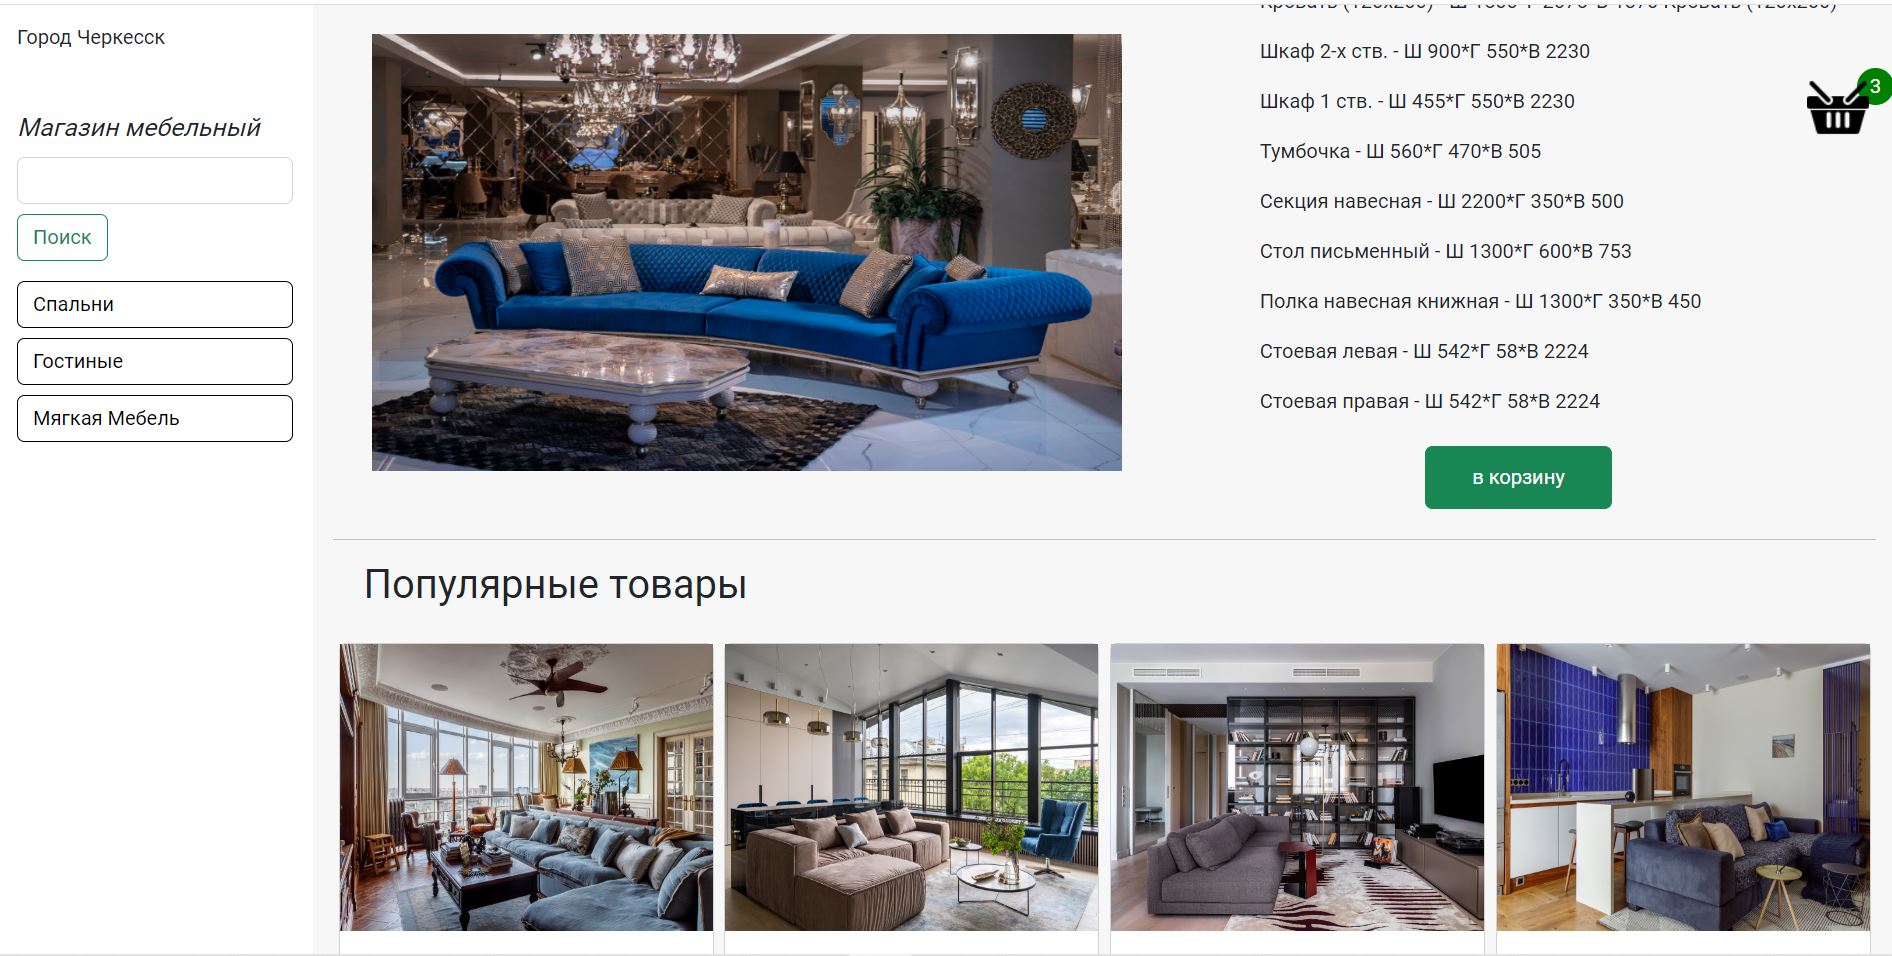 Город Черкесск
Магазин мебельный
Поиск
Спальни
Гостиные
Мягкая Мебель
Шкаф 2-х ств. - Ш 900*Г 550*В 2230
Шкаф 1 ств. - Ш 455*Г 550*В 2230
Тумбочка - Ш 560*Г 470*В 505
Секция навесная - Ш 2200*Г 350*В 500
Стол письменный - Ш 1300*Г 600*В 753
Полка навесная книжная - Ш 1300*Г 350*В 450
Стоевая левая - Ш 542*Г 58*В 2224
Стоевая правая - Ш 542*Г 58*В 2224
3
в корзину
Популярные товары